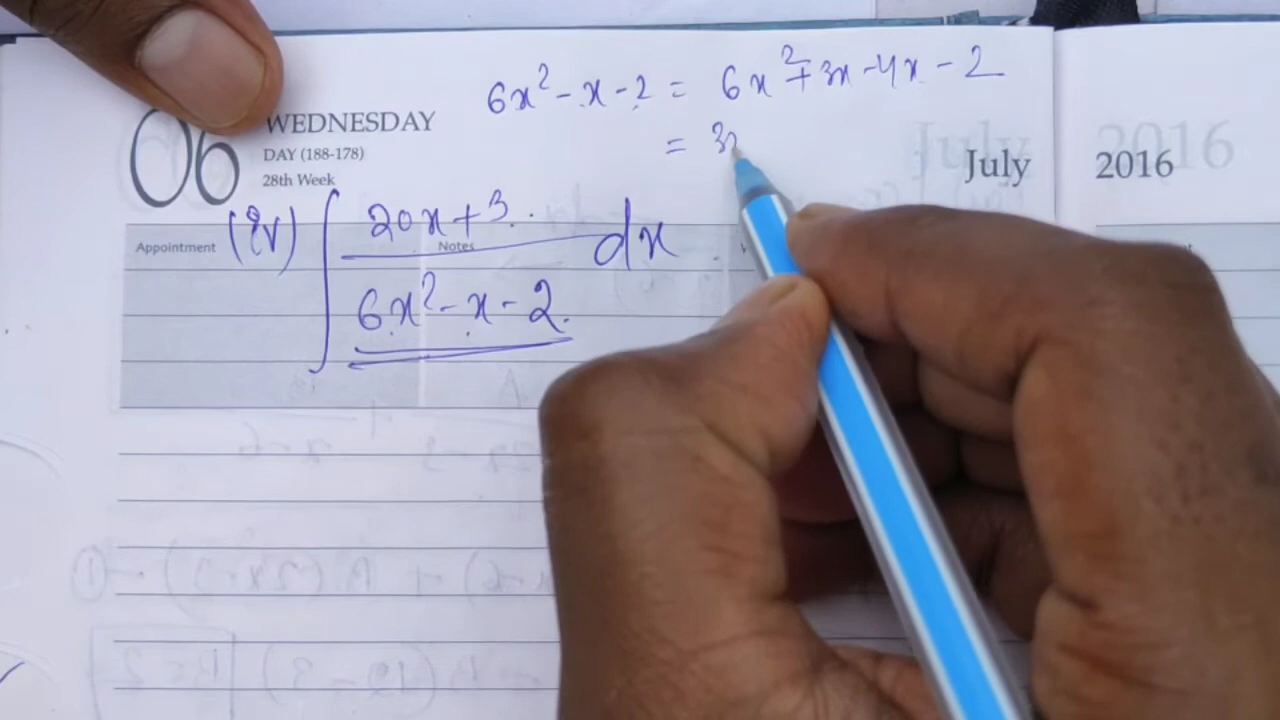 6x² - x - 2 = 6x² + 3x - 4x - 2
= 3x
06 WEDNESDAY
DAY (188-178)
28th Week
July 2016
Appointment
Notes
(iv) ∫ 20x + 3 / 6x² - x - 2 dx